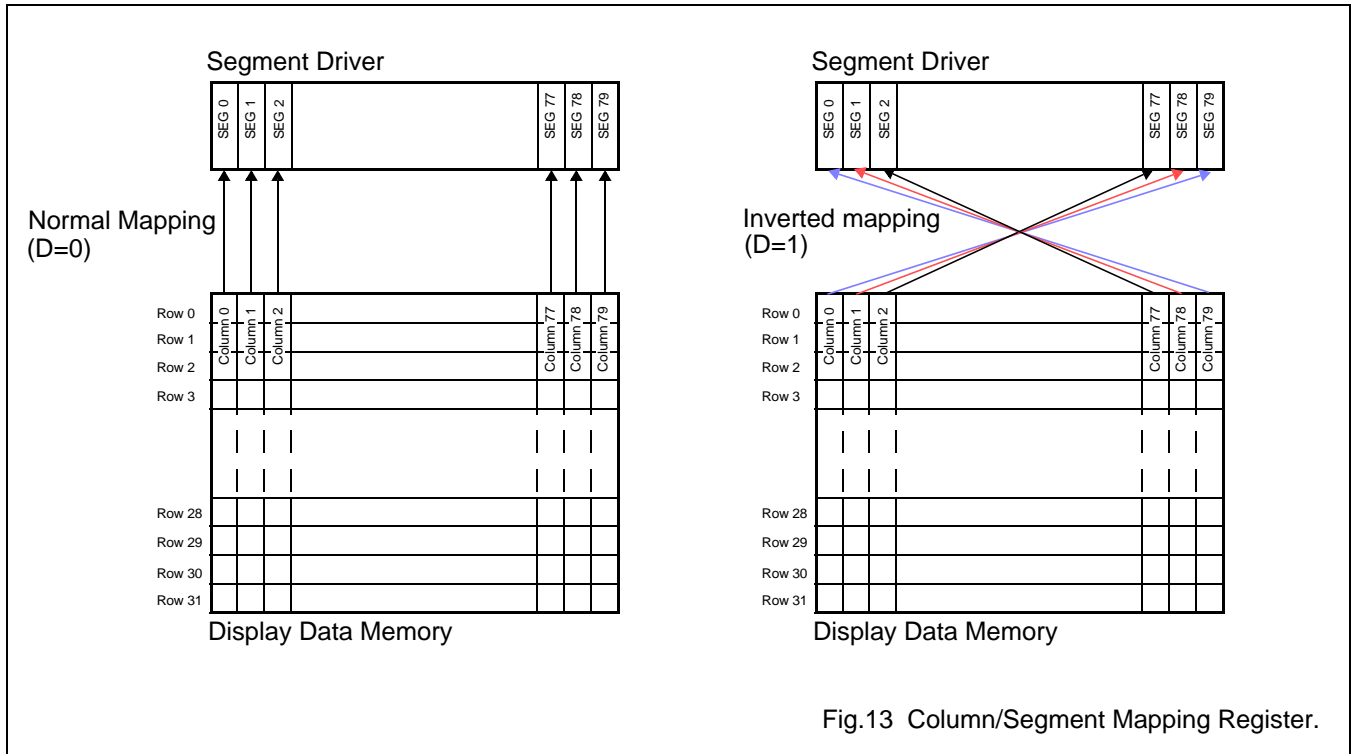 Segment Driver
SEG 0
SEG 1
SEG 2
SEG 77
SEG 78
SEG 79
Normal Mapping
(D=0)
Row 0
Row 1
Row 2
Row 3
Row 28
Row 29
Row 30
Row 31
Column 0
Column 1
Column 2
Column 77
Column 78
Column 79
Display Data Memory
Segment Driver
SEG 0
SEG 1
SEG 2
SEG 77
SEG 78
SEG 79
Inverted mapping
(D=1)
Row 0
Row 1
Row 2
Row 3
Row 28
Row 29
Row 30
Row 31
Column 0
Column 1
Column 2
Column 77
Column 78
Column 79
Display Data Memory
Fig.13 Column/Segment Mapping Register.